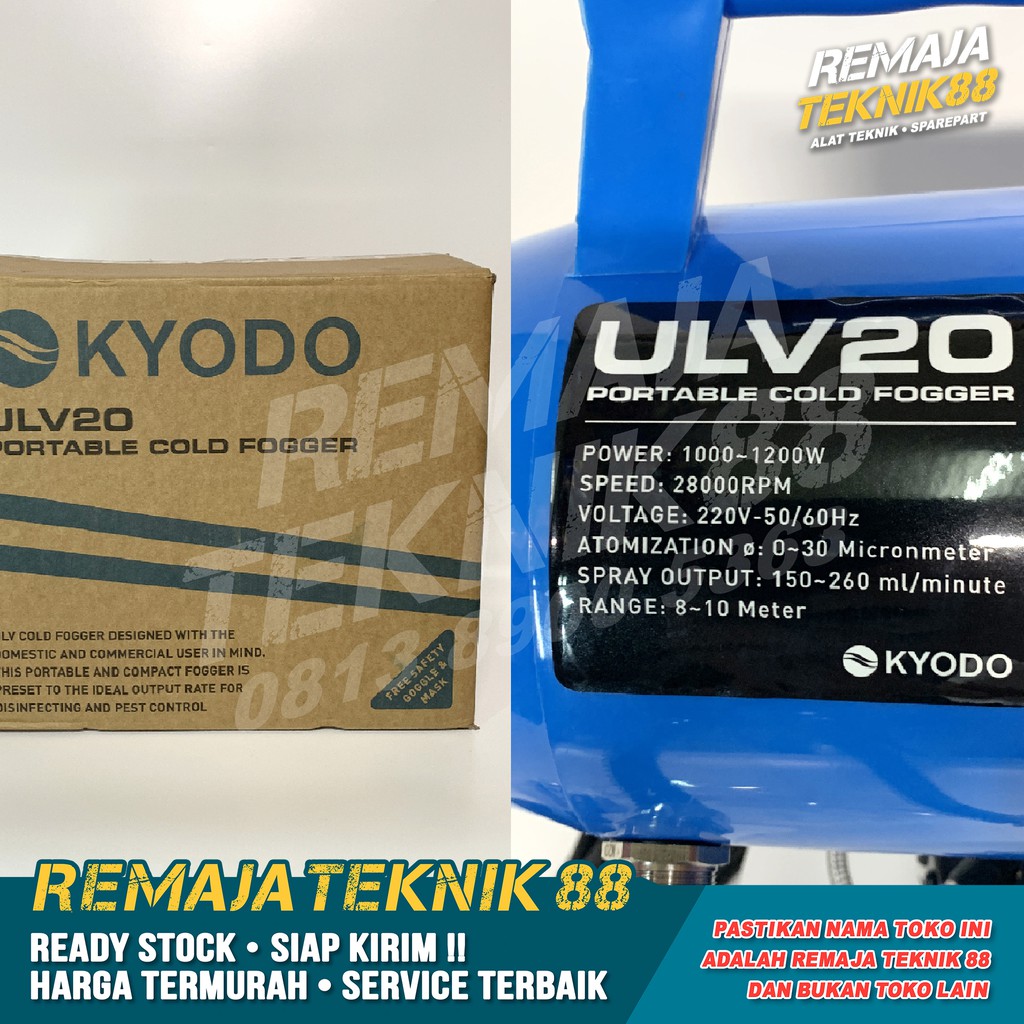 REMAJA
TEKNIK88
ALAT TEKNIK • SPAREPART
KYODO
ULV20
PORTABLE COLD FOGGER
ULV COLD FOGGER DESIGNED WITH THE
DOMESTIC AND COMMERCIAL USER IN MIND.
THIS PORTABLE AND COMPACT FOGGER IS
PRESET TO THE IDEAL OUTPUT RATE FOR
DISINFECTING AND PEST CONTROL
FREE SAFETY
GOGGLE &
MASK
ULV20
PORTABLE COLD FOGGER
POWER: 1000~1200W
SPEED: 28000RPM
VOLTAGE: 220V-50/60Hz
ATOMIZATION ø: 0~30 Micronmeter
SPRAY OUTPUT: 150~260 ml/minute
RANGE: 8~10 Meter
KYODO
REMAJA
TEKNIK88
REMAJA TEKNIK 88
READY STOCK • SIAP KIRIM !!
HARGA TERMURAH • SERVICE TERBAIK
PASTIKAN NAMA TOKO INI
ADALAH REMAJA TEKNIK 88
DAN BUKAN TOKO LAIN